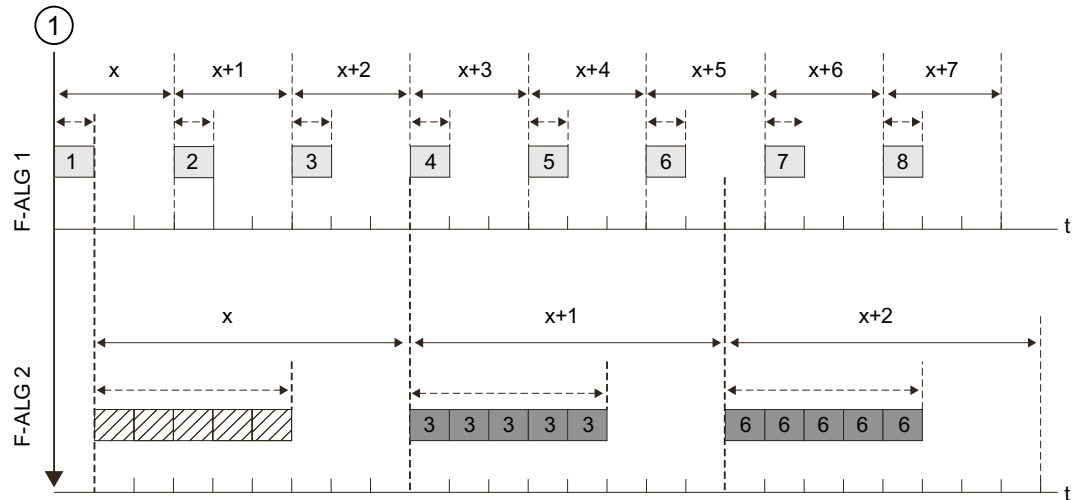 1
x x+1 x+2 x+3 x+4 x+5 x+6 x+7
F-ALG 1
1 2 3 4 5 6 7 8
t
x x+1 x+2
F-ALG 2
3 3 3 3 3 6 6 6 6 6
t